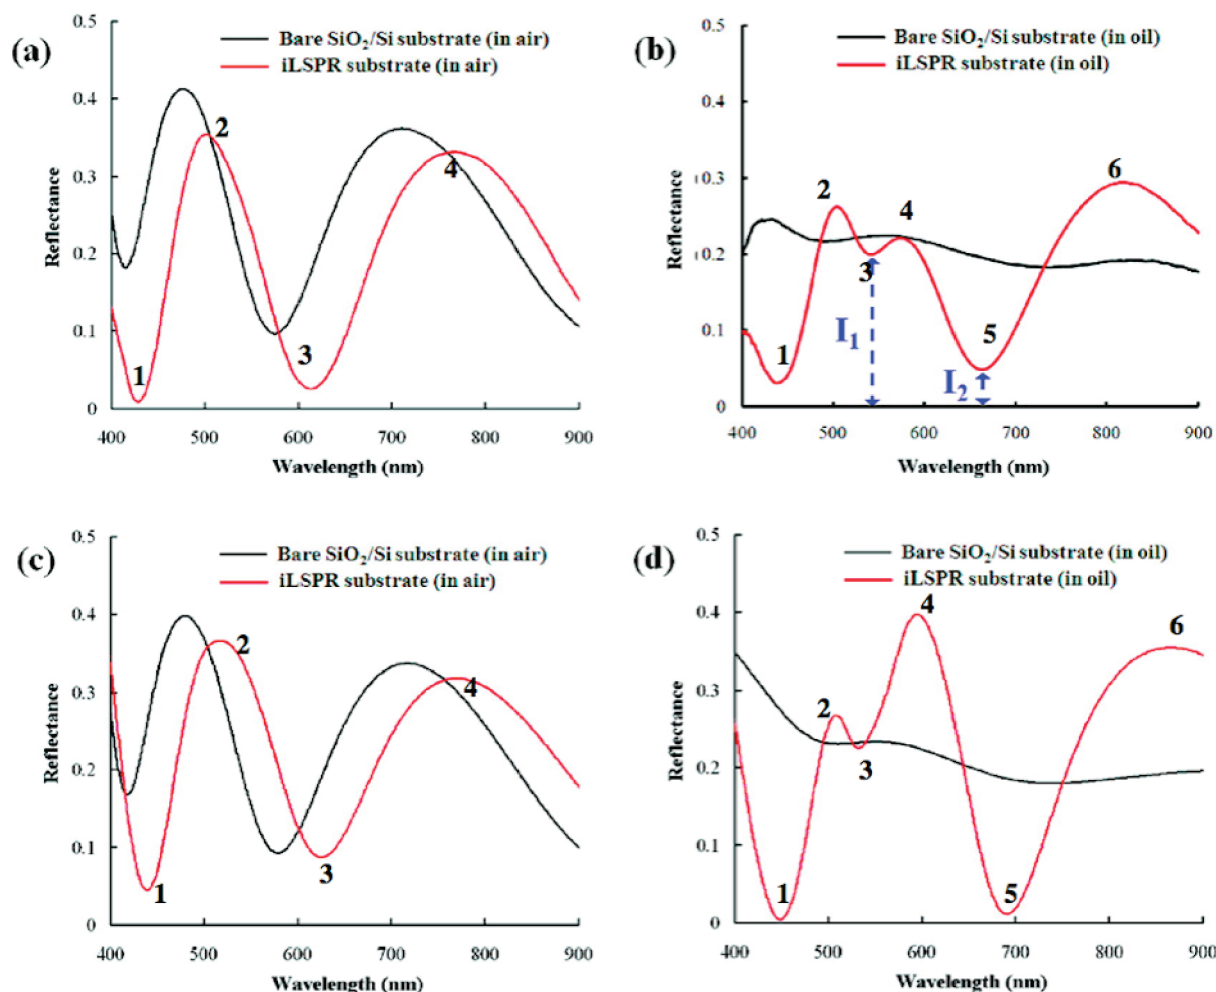 (a)
Bare SiO₂/Si substrate (in air)
iLSPR substrate (in air)
0.5
0.4
0.3
0.2
0.1
0
Reflectance
1
2
3
4
400 500 600 700 800 900
Wavelength (nm)
(b)
Bare SiO₂/Si substrate (in oil)
iLSPR substrate (in oil)
0.5
0.4
0.3
0.2
0.1
0
Reflectance
1
2
3
4
5
6
I₁
I₂
400 500 600 700 800 900
Wavelength (nm)
(c)
Bare SiO₂/Si substrate (in air)
iLSPR substrate (in air)
0.5
0.4
0.3
0.2
0.1
0
Reflectance
1
2
3
4
400 500 600 700 800 900
Wavelength (nm)
(d)
Bare SiO₂/Si substrate (in oil)
iLSPR substrate (in oil)
0.5
0.4
0.3
0.2
0.1
0
Reflectance
1
2
3
4
5
6
400 500 600 700 800 900
Wavelength (nm)